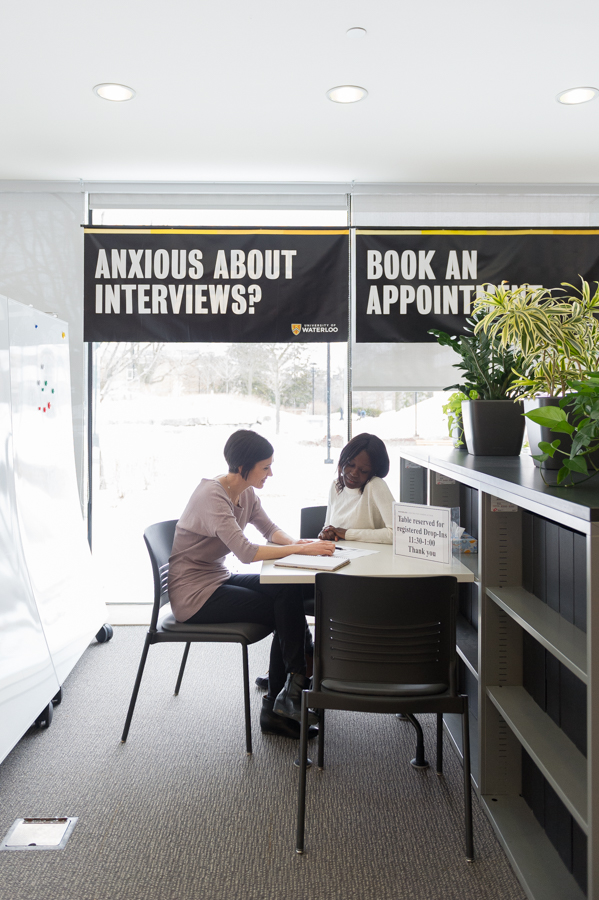 ANXIOUS ABOUT
INTERVIEWS?
UNIVERSITY OF
WATERLOO
BOOK AN
APPOINTMENT
Table reserved for
registered Drop-Ins
11:30-1:00
Thank you